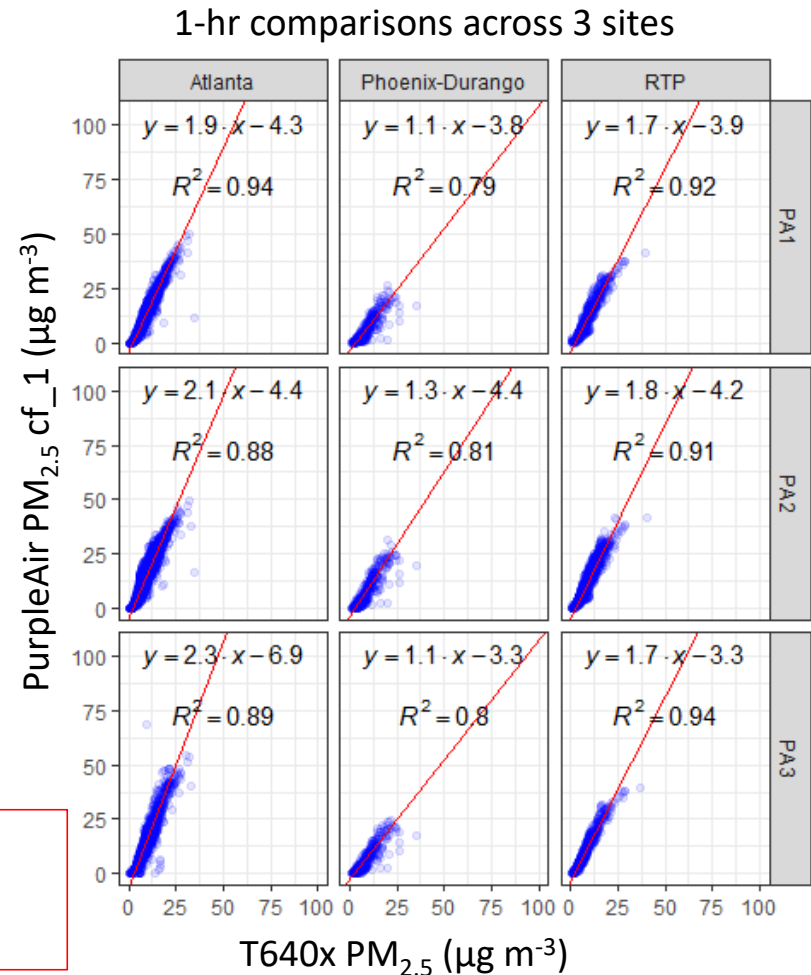 1-hr comparisons across 3 sites
Atlanta
Phoenix-Durango
RTP
PurpleAir PM2.5 cf_1 (µg m-3)
100
75
50
25
0
y = 1.9 · x − 4.3
R2 = 0.94
y = 1.1 · x − 3.8
R2 = 0.79
y = 1.7 · x − 3.9
R2 = 0.92
PA1
100
75
50
25
0
y = 2.1 · x − 4.4
R2 = 0.88
y = 1.3 · x − 4.4
R2 = 0.81
y = 1.8 · x − 4.2
R2 = 0.91
PA2
100
75
50
25
0
y = 2.3 · x − 6.9
R2 = 0.89
y = 1.1 · x − 3.3
R2 = 0.8
y = 1.7 · x − 3.3
R2 = 0.94
PA3
0 25 50 75 100
0 25 50 75 100
0 25 50 75 100
T640x PM2.5 (µg m-3)